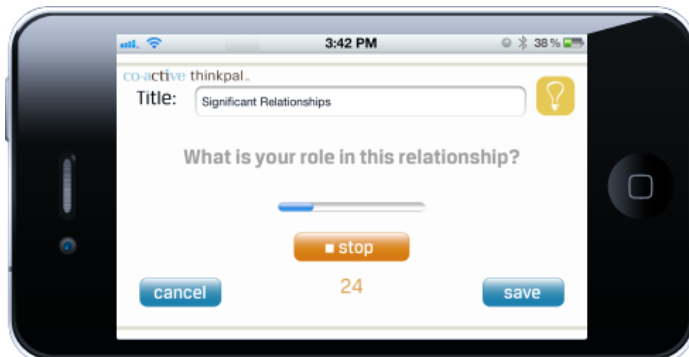 3:42 PM 38%
co-active thinkpal™
Title: Significant Relationships
What is your role in this relationship?
stop
24
cancel save